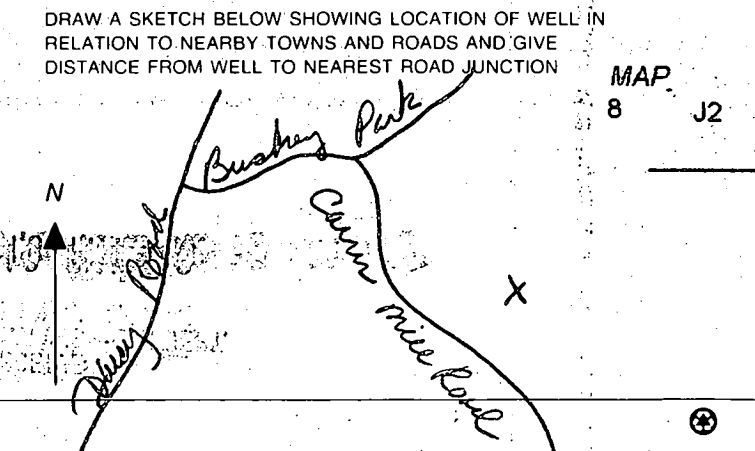 DRAW A SKETCH BELOW SHOWING LOCATION OF WELL IN
RELATION TO NEARBY TOWNS AND ROADS AND GIVE
DISTANCE FROM WELL TO NEAREST ROAD JUNCTION
MAP
8 J2
Bushey Park
N
Road
Mill Road
X